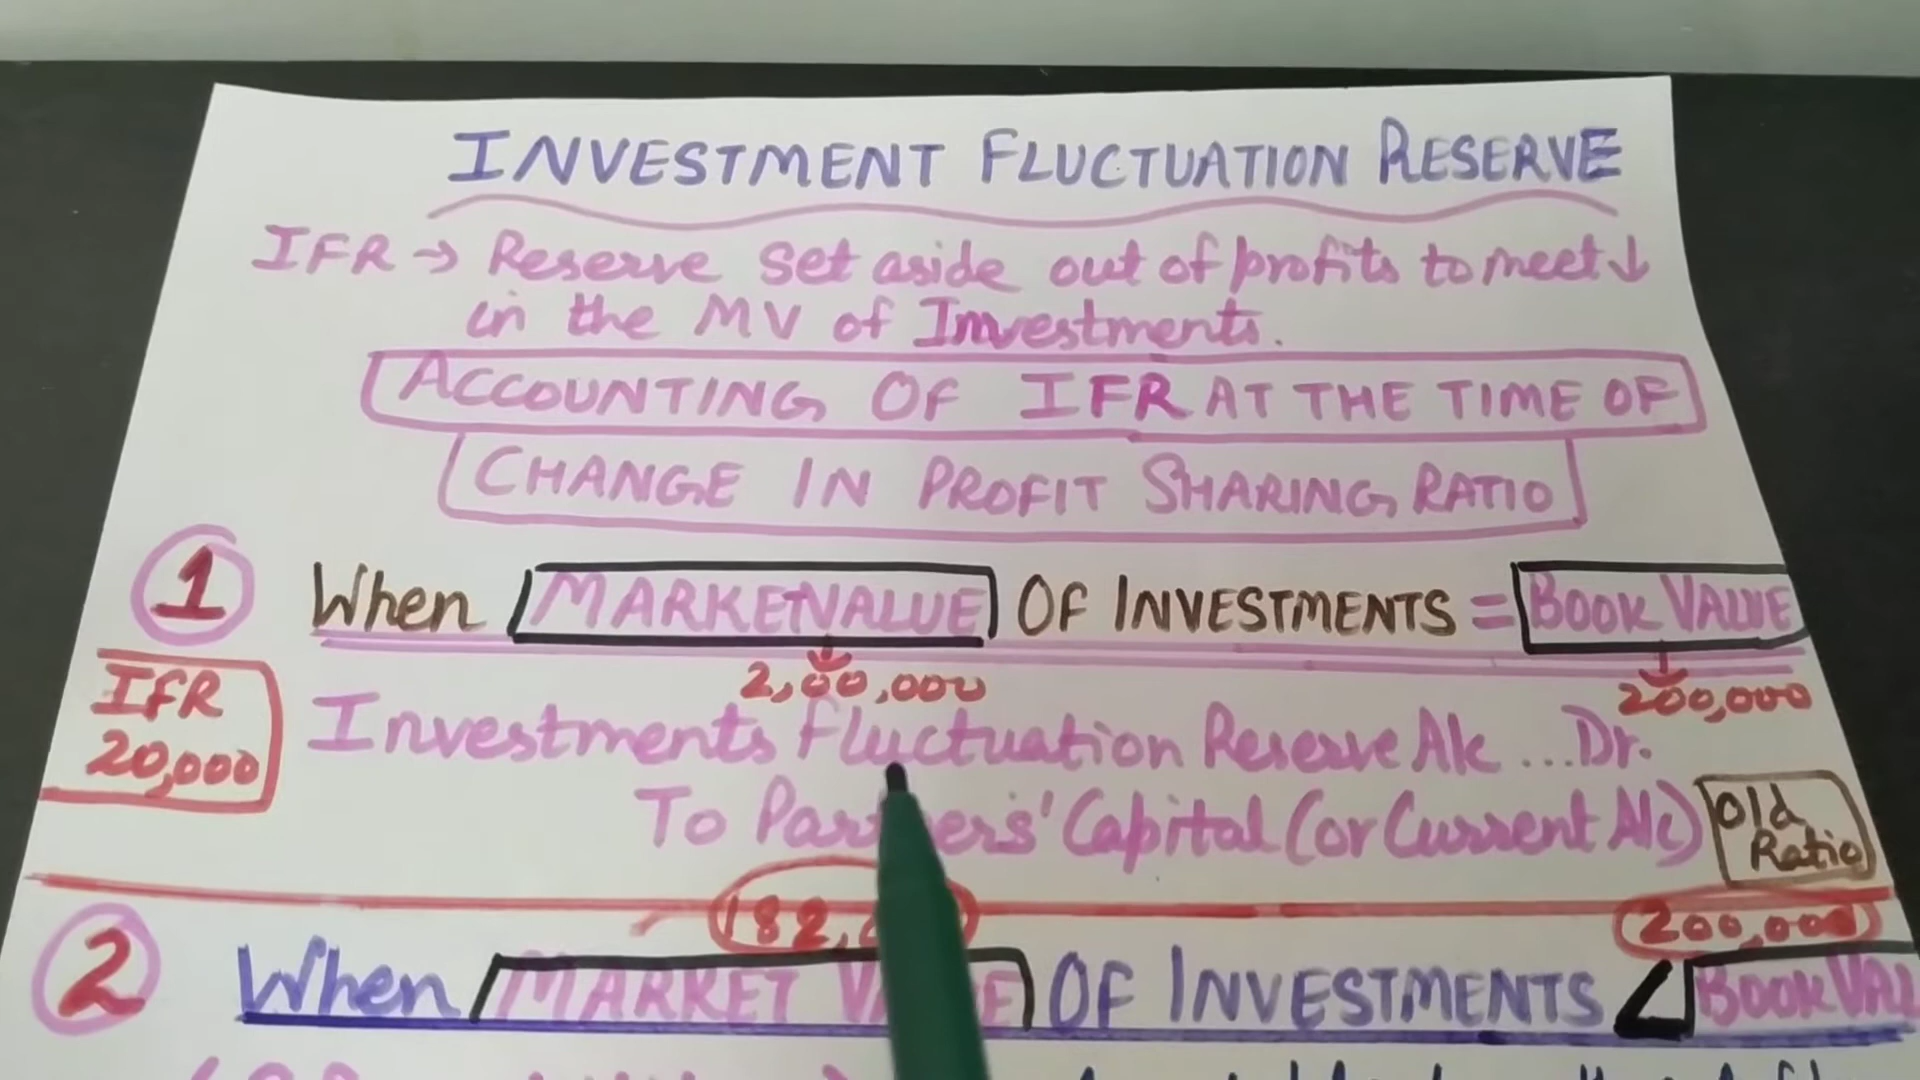 INVESTMENT FLUCTUATION RESERVE
IFR → Reserve set aside out of profits to meet ↓
in the MV of Investments.
ACCOUNTING OF IFR AT THE TIME OF
CHANGE IN PROFIT SHARING RATIO
1 When MARKET VALUE OF INVESTMENTS = BOOK VALUE
2,00,000 200,000
IFR
20,000
Investments Fluctuation Reserve A/c ... Dr.
To Partners' Capital (or Current A/c)
Old
Ratio
182, 200,000
2 When MARKET OF INVESTMENTS < BOOK